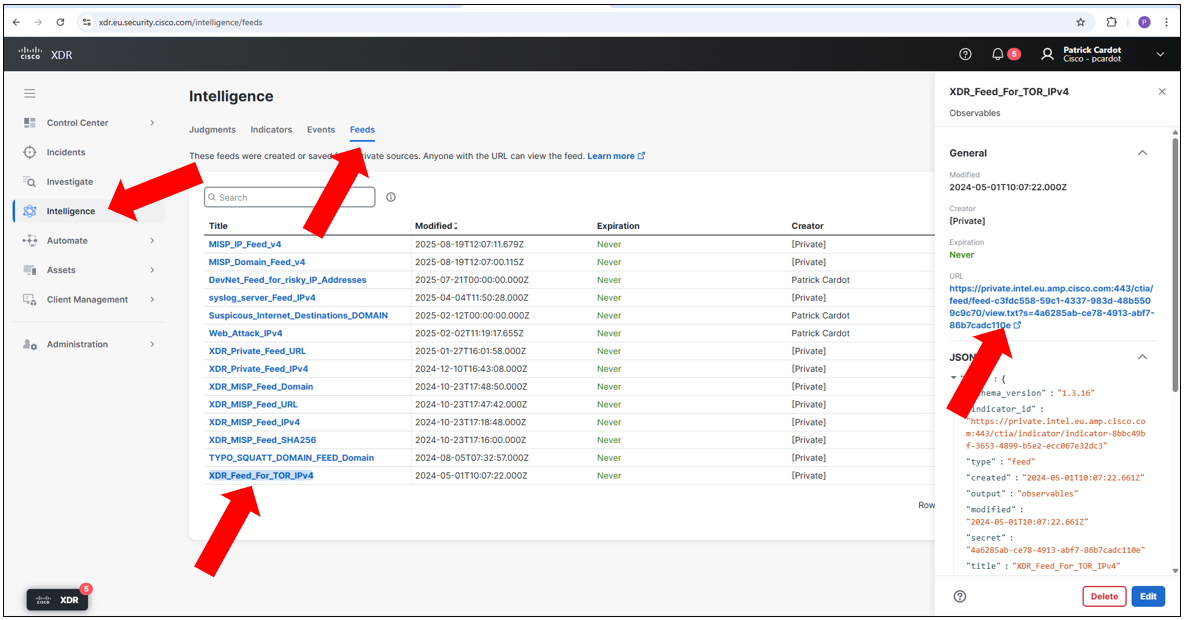 xdr.eu.security.cisco.com/intelligence/feeds
P
cisco
XDR
5
Patrick Cardot
Cisco - pcardot
Control Center
Incidents
Investigate
Intelligence
Automate
Assets
Client Management
Administration
Intelligence
Judgments Indicators Events Feeds
These feeds were created or saved private sources. Anyone with the URL can view the feed. Learn more
Search
Title Modified Expiration Creator
MISP_IP_Feed_v4 2025-08-19T12:07:11.679Z Never [Private]
MISP_Domain_Feed_v4 2025-08-19T12:07:00.115Z Never [Private]
DevNet_Feed_for_risky_IP_Addresses 2025-07-21T00:00:00.000Z Never Patrick Cardot
syslog_server_Feed_IPv4 2025-04-04T11:50:28.000Z Never [Private]
Suspicous_Internet_Destinations_DOMAIN 2025-02-12T00:00:00.000Z Never Patrick Cardot
Web_Attack_IPv4 2025-02-02T11:19:17.655Z Never Patrick Cardot
XDR_Private_Feed_URL 2025-01-27T16:01:58.000Z Never [Private]
XDR_Private_Feed_IPv4 2024-12-10T16:43:08.000Z Never [Private]
XDR_MISP_Feed_Domain 2024-10-23T17:48:50.000Z Never [Private]
XDR_MISP_Feed_URL 2024-10-23T17:47:42.000Z Never [Private]
XDR_MISP_Feed_IPv4 2024-10-23T17:18:48.000Z Never [Private]
XDR_MISP_Feed_SHA256 2024-10-23T17:16:00.000Z Never [Private]
TYPO_SQUATT_DOMAIN_FEED_Domain 2024-08-05T07:32:57.000Z Never [Private]
XDR_Feed_For_TOR_IPv4 2024-05-01T10:07:22.000Z Never [Private]
Row
XDR_Feed_For_TOR_IPv4
Observables
General
Modified
2024-05-01T10:07:22.000Z
Creator
[Private]
Expiration
Never
URL
https://private.intel.eu.amp.cisco.com:443/ctia/
feed/feed-c3fdc558-59c1-4337-983d-48b550
9c9c70/view.txt?s=4a6285ab-ce78-4913-abf7-
86b7cadc110e
JSON
: {
hema_version" : "1.3.16"
indicator_id" :
"https://private.intel.eu.amp.cisco.co
m:443/ctia/indicator/indicator-8bbc49b
f-3653-4899-b5e2-ecc067e32dc3"
"type" : "feed"
"created" : "2024-05-01T10:07:22.661Z"
"output" : "observables"
"modified" :
"2024-05-01T10:07:22.661Z"
"secret" :
"4a6285ab-ce78-4913-abf7-86b7cadc110e"
"title" : "XDR_Feed_For_TOR_IPv4"
Delete Edit
cisco XDR 5